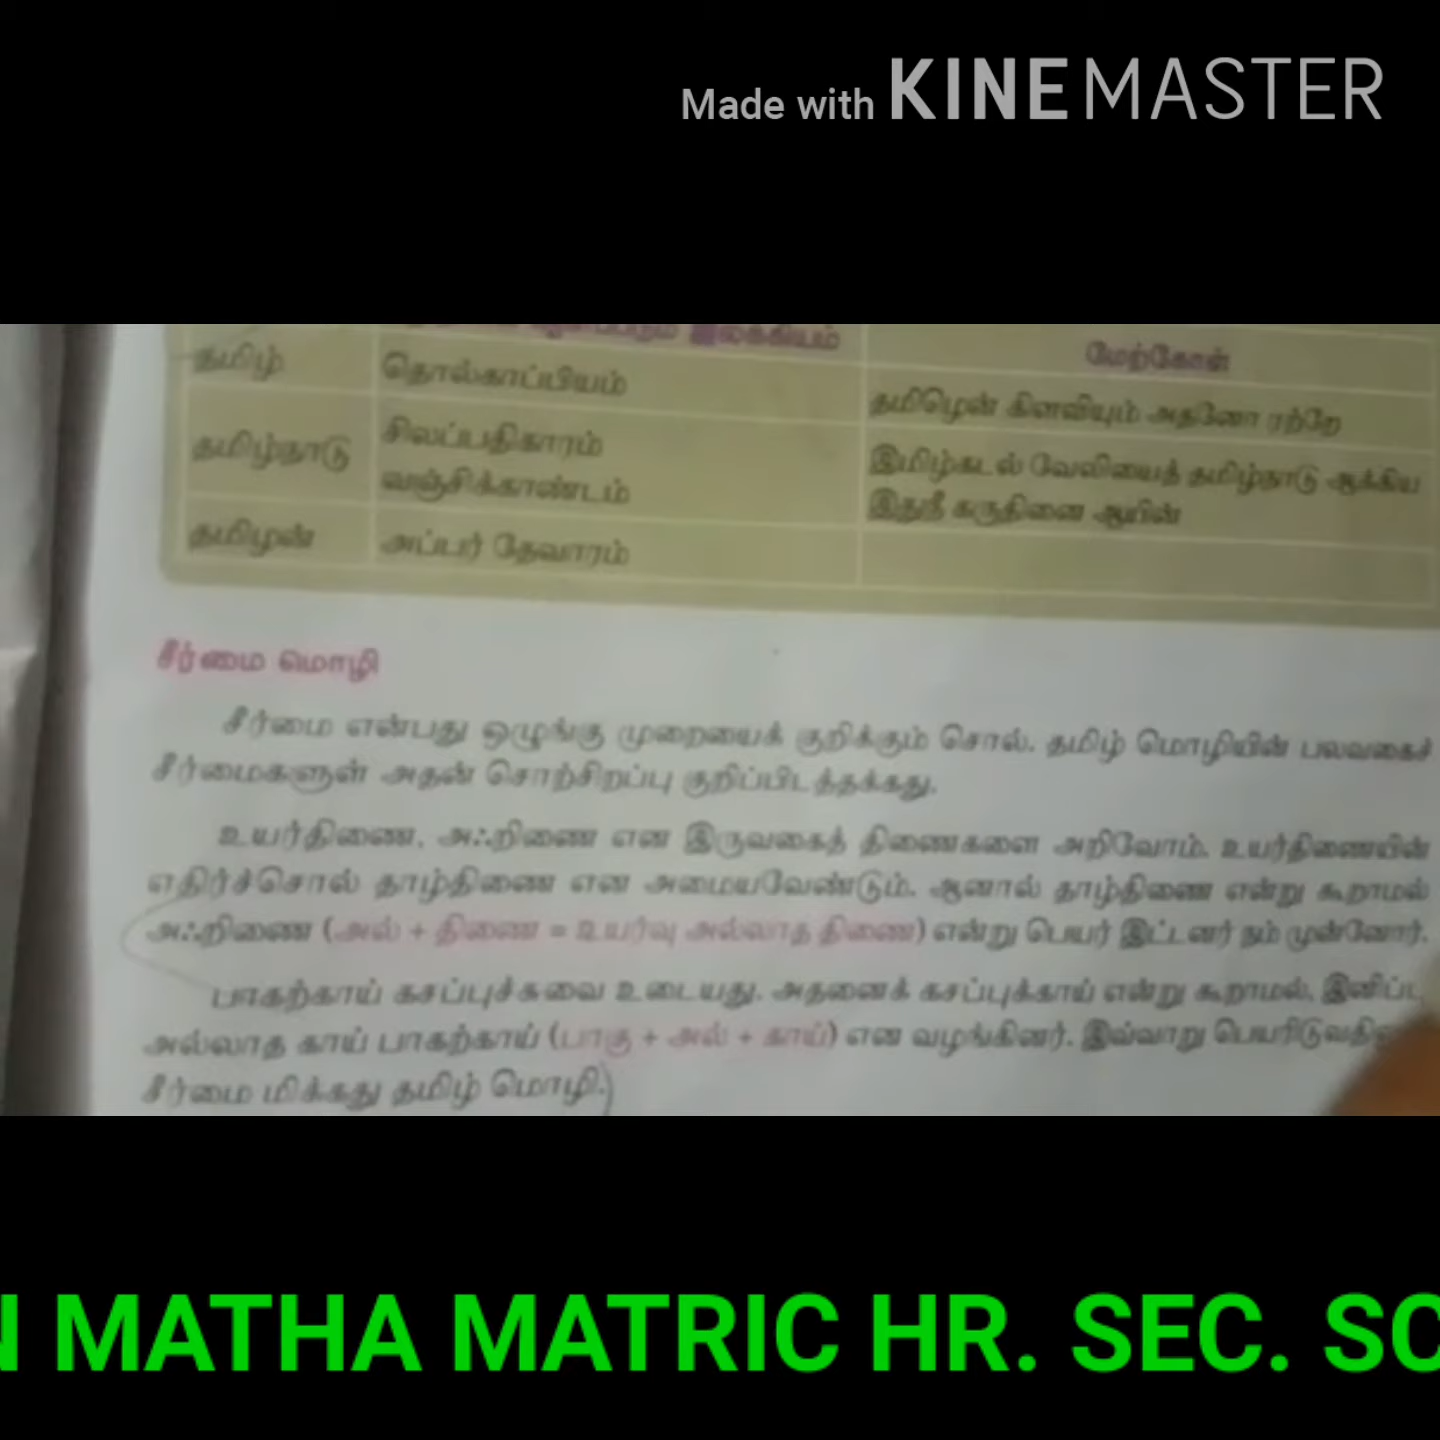 Made with KINEMASTER
இலக்கியம்
மேற்கோள்
தமிழ் தொல்காப்பியம் தமிழென் கிளவியும் அதனோ ரற்றே
தமிழ்நாடு சிலப்பதிகாரம் இமிழ்கடல் வேலியைத் தமிழ்நாடு ஆக்கிய
வஞ்சிக்காண்டம் இதுநீ கருதினை ஆயின்
தமிழன் அப்பர் தேவாரம்
சீர்மை மொழி
சீர்மை என்பது ஒழுங்கு முறையைக் குறிக்கும் சொல். தமிழ் மொழியின் பலவகைச்
சீர்மைகளுள் அதன் சொற்சிறப்பு குறிப்பிடத்தக்கது.
உயர்திணை, அஃறிணை என இருவகைத் திணைகளை அறிவோம். உயர்திணையின்
எதிர்ச்சொல் தாழ்திணை என அமையவேண்டும். ஆனால் தாழ்திணை என்று கூறாமல்
அஃறிணை (அல் + திணை = உயர்வு அல்லாத திணை) என்று பெயர் இட்டனர் நம் முன்னோர்.
பாகற்காய் கசப்புச்சுவை உடையது. அதனைக் கசப்புக்காய் என்று கூறாமல்,
அல்லாத காய் பாகற்காய் (பாகு + அல் + காய்) என வழங்கினர். இவ்வாறு
சீர்மை மிக்கது தமிழ் மொழி.
N MATHA MATRIC HR. SEC. SC